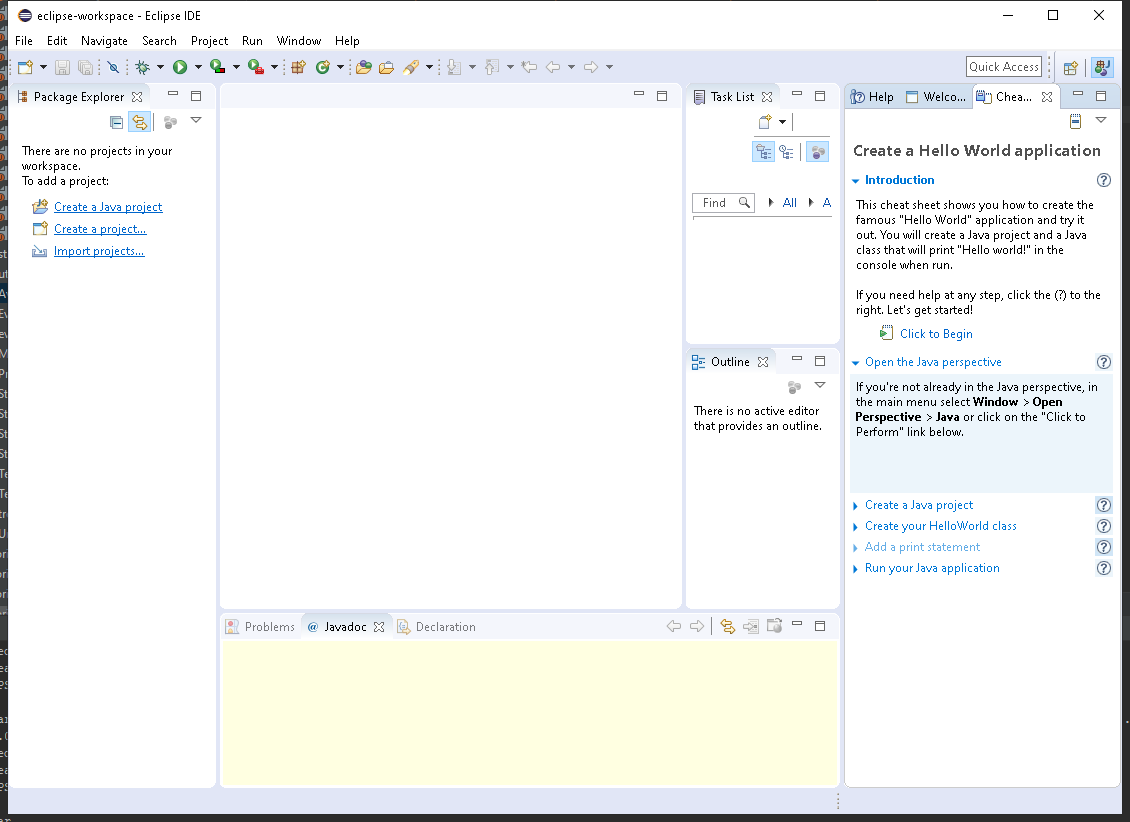 eclipse-workspace - Eclipse IDE
File Edit Navigate Search Project Run Window Help
Quick Access
Package Explorer
There are no projects in your
workspace.
To add a project:
Create a Java project
Create a project...
Import projects...
Task List
Find
All
A
Outline
There is no active editor
that provides an outline.
Help
Welco...
Chea...
Create a Hello World application
Introduction
This cheat sheet shows you how to create the
famous "Hello World" application and try it
out. You will create a Java project and a Java
class that will print "Hello world!" in the
console when run.
If you need help at any step, click the (?) to the
right. Let's get started!
Click to Begin
Open the Java perspective
If you're not already in the Java perspective, in
the main menu select Window > Open
Perspective > Java or click on the "Click to
Perform" link below.
Create a Java project
Create your HelloWorld class
Add a print statement
Run your Java application
Problems
@ Javadoc
Declaration